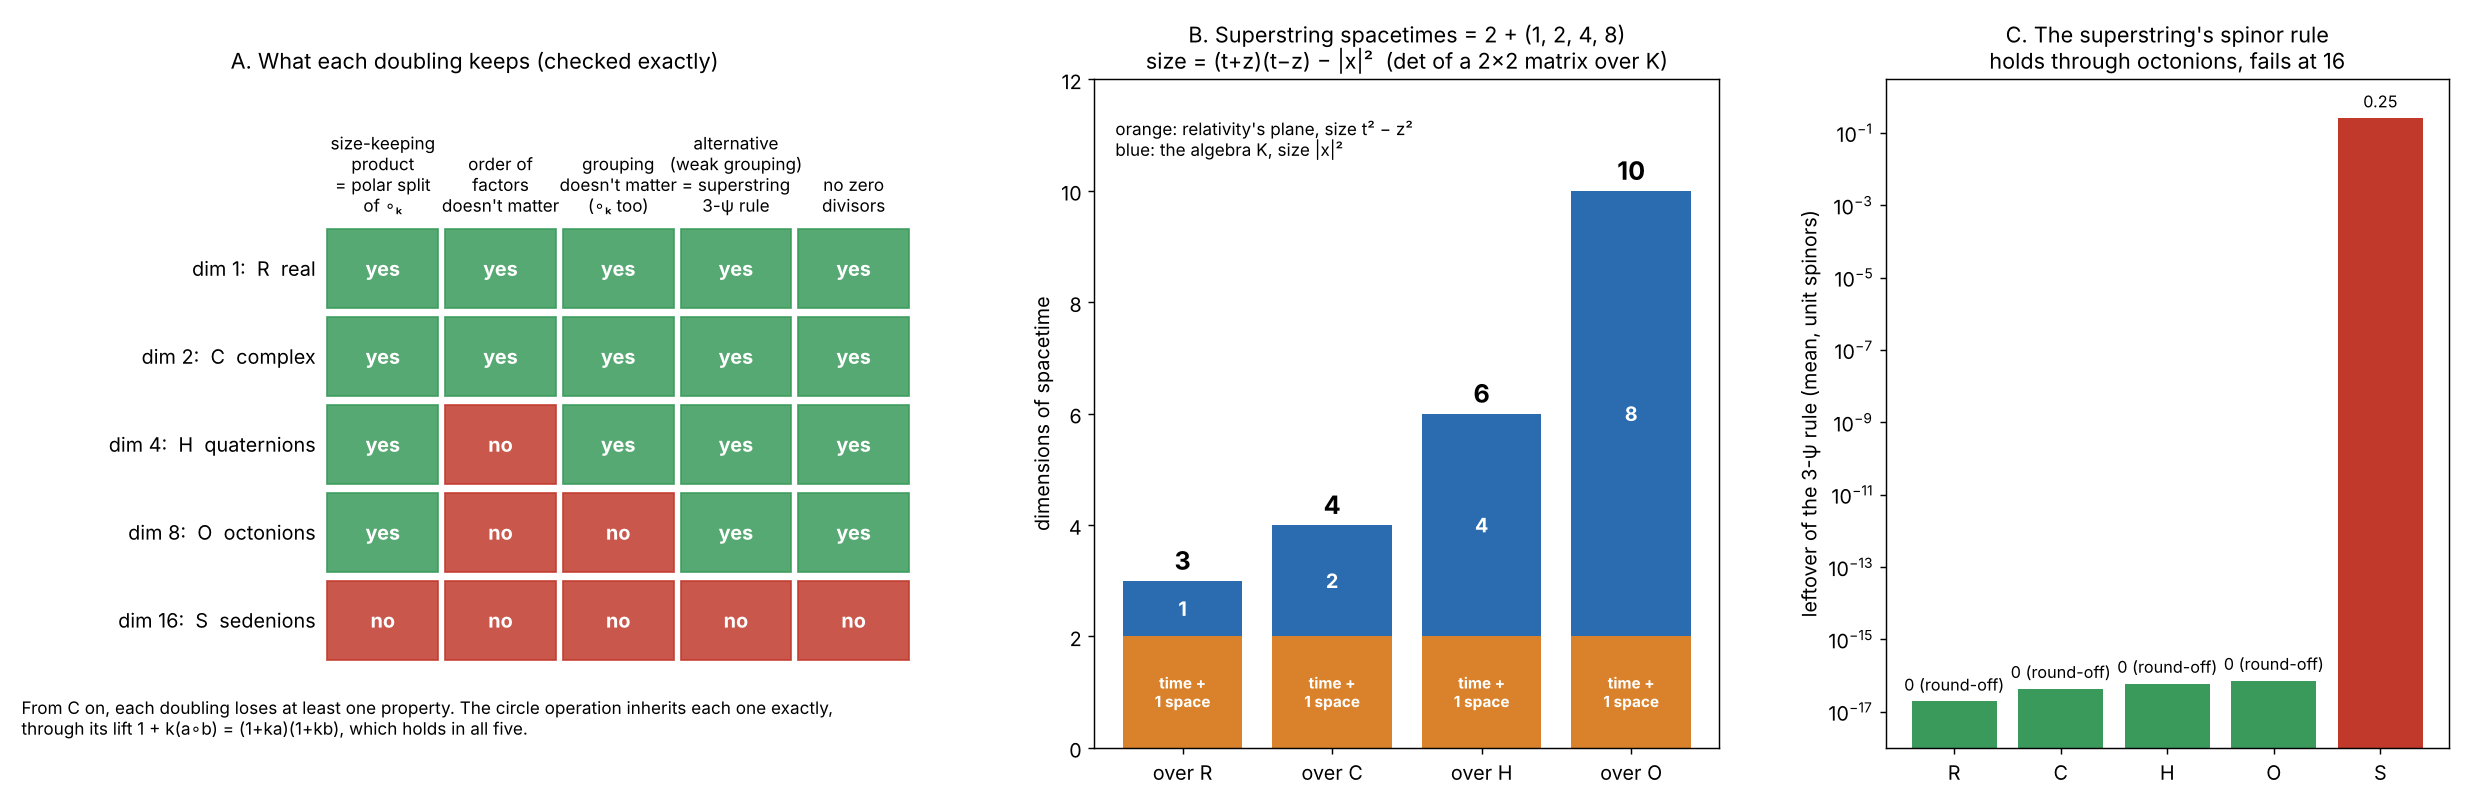 A. What each doubling keeps (checked exactly)
size-keeping
product
= polar split
of ∘ₖ
order of
factors
doesn't matter
grouping
doesn't matter
(∘ₖ too)
alternative
(weak grouping)
= superstring
3-ψ rule
no zero
divisors
dim 1:  R  real
yes yes yes yes yes
dim 2:  C  complex
yes yes yes yes yes
dim 4:  H  quaternions
yes no yes yes yes
dim 8:  O  octonions
yes no no yes yes
dim 16:  S  sedenions
no no no no no
From C on, each doubling loses at least one property. The circle operation inherits each one exactly,
through its lift 1 + k(a∘b) = (1+ka)(1+kb), which holds in all five.
B. Superstring spacetimes = 2 + (1, 2, 4, 8)
size = (t+z)(t−z) − |x|²  (det of a 2×2 matrix over K)
dimensions of spacetime
12
10
8
6
4
2
0
orange: relativity's plane, size t² − z²
blue: the algebra K, size |x|²
3
1
time +
1 space
4
2
time +
1 space
6
4
time +
1 space
10
8
time +
1 space
over R
over C
over H
over O
C. The superstring's spinor rule
holds through octonions, fails at 16
leftover of the 3-ψ rule (mean, unit spinors)
10⁻¹
10⁻³
10⁻⁵
10⁻⁷
10⁻⁹
10⁻¹¹
10⁻¹³
10⁻¹⁵
10⁻¹⁷
0 (round-off)
0 (round-off)
0 (round-off)
0 (round-off)
0.25
R
C
H
O
S